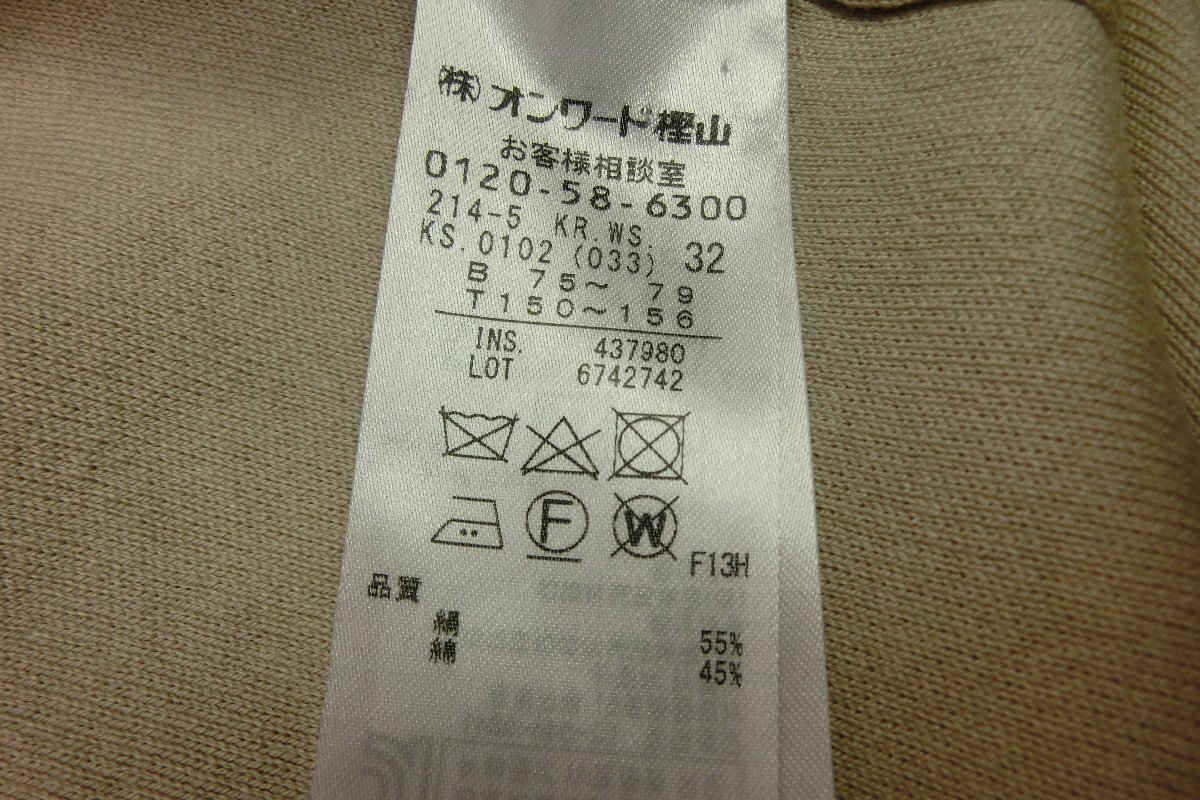 (株)オンワード樫山
お客様相談室
0120-58-6300
214-5 KR.WS.
KS.0102 (033) 32
B 75〜 79
T150〜156
INS. 437980
LOT 6742742
F
W
F13H
品質
絹 55%
綿 45%